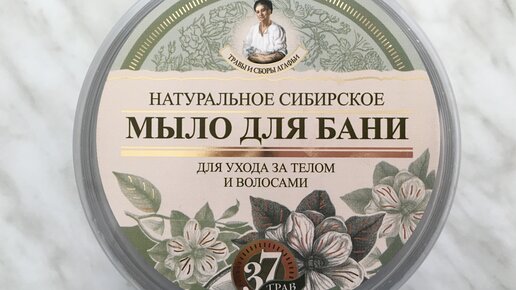 ТРАВЫ И СБОРЫ АГАФЬИ
НАТУРАЛЬНОЕ СИБИРСКОЕ
МЫЛО ДЛЯ БАНИ
ДЛЯ УХОДА ЗА ТЕЛОМ
И ВОЛОСАМИ
37
ТРАВ